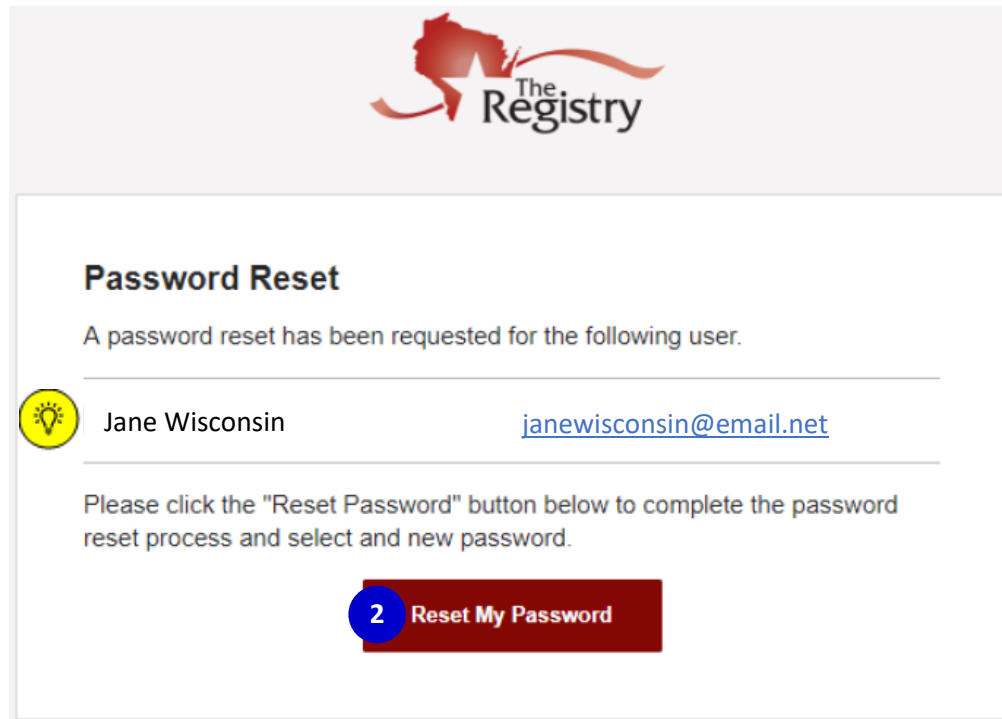 The
Registry
Password Reset
A password reset has been requested for the following user.
Jane Wisconsin janewisconsin@email.net
Please click the "Reset Password" button below to complete the password
reset process and select and new password.
2 Reset My Password